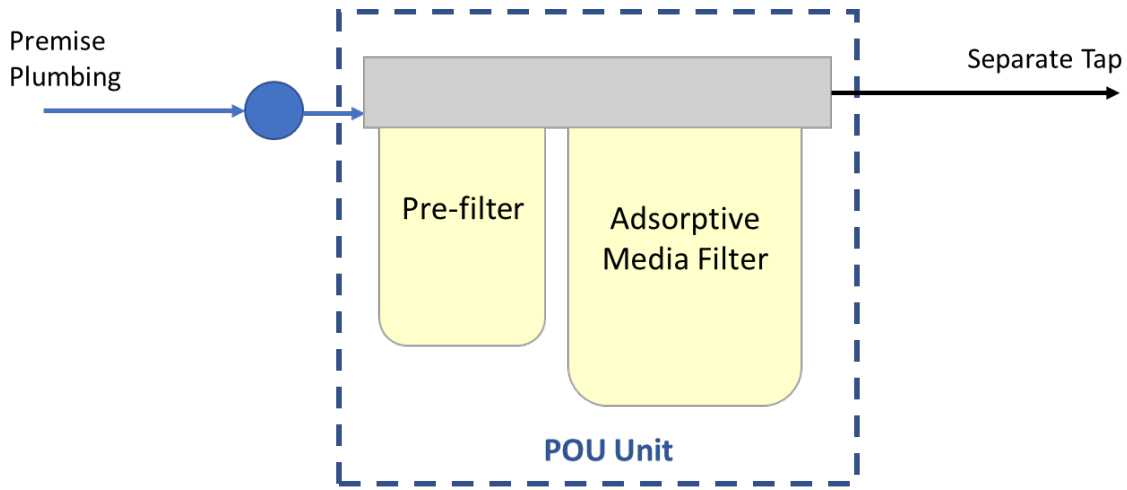 Premise
Plumbing
Separate Tap
Pre-filter
Adsorptive
Media Filter
POU Unit